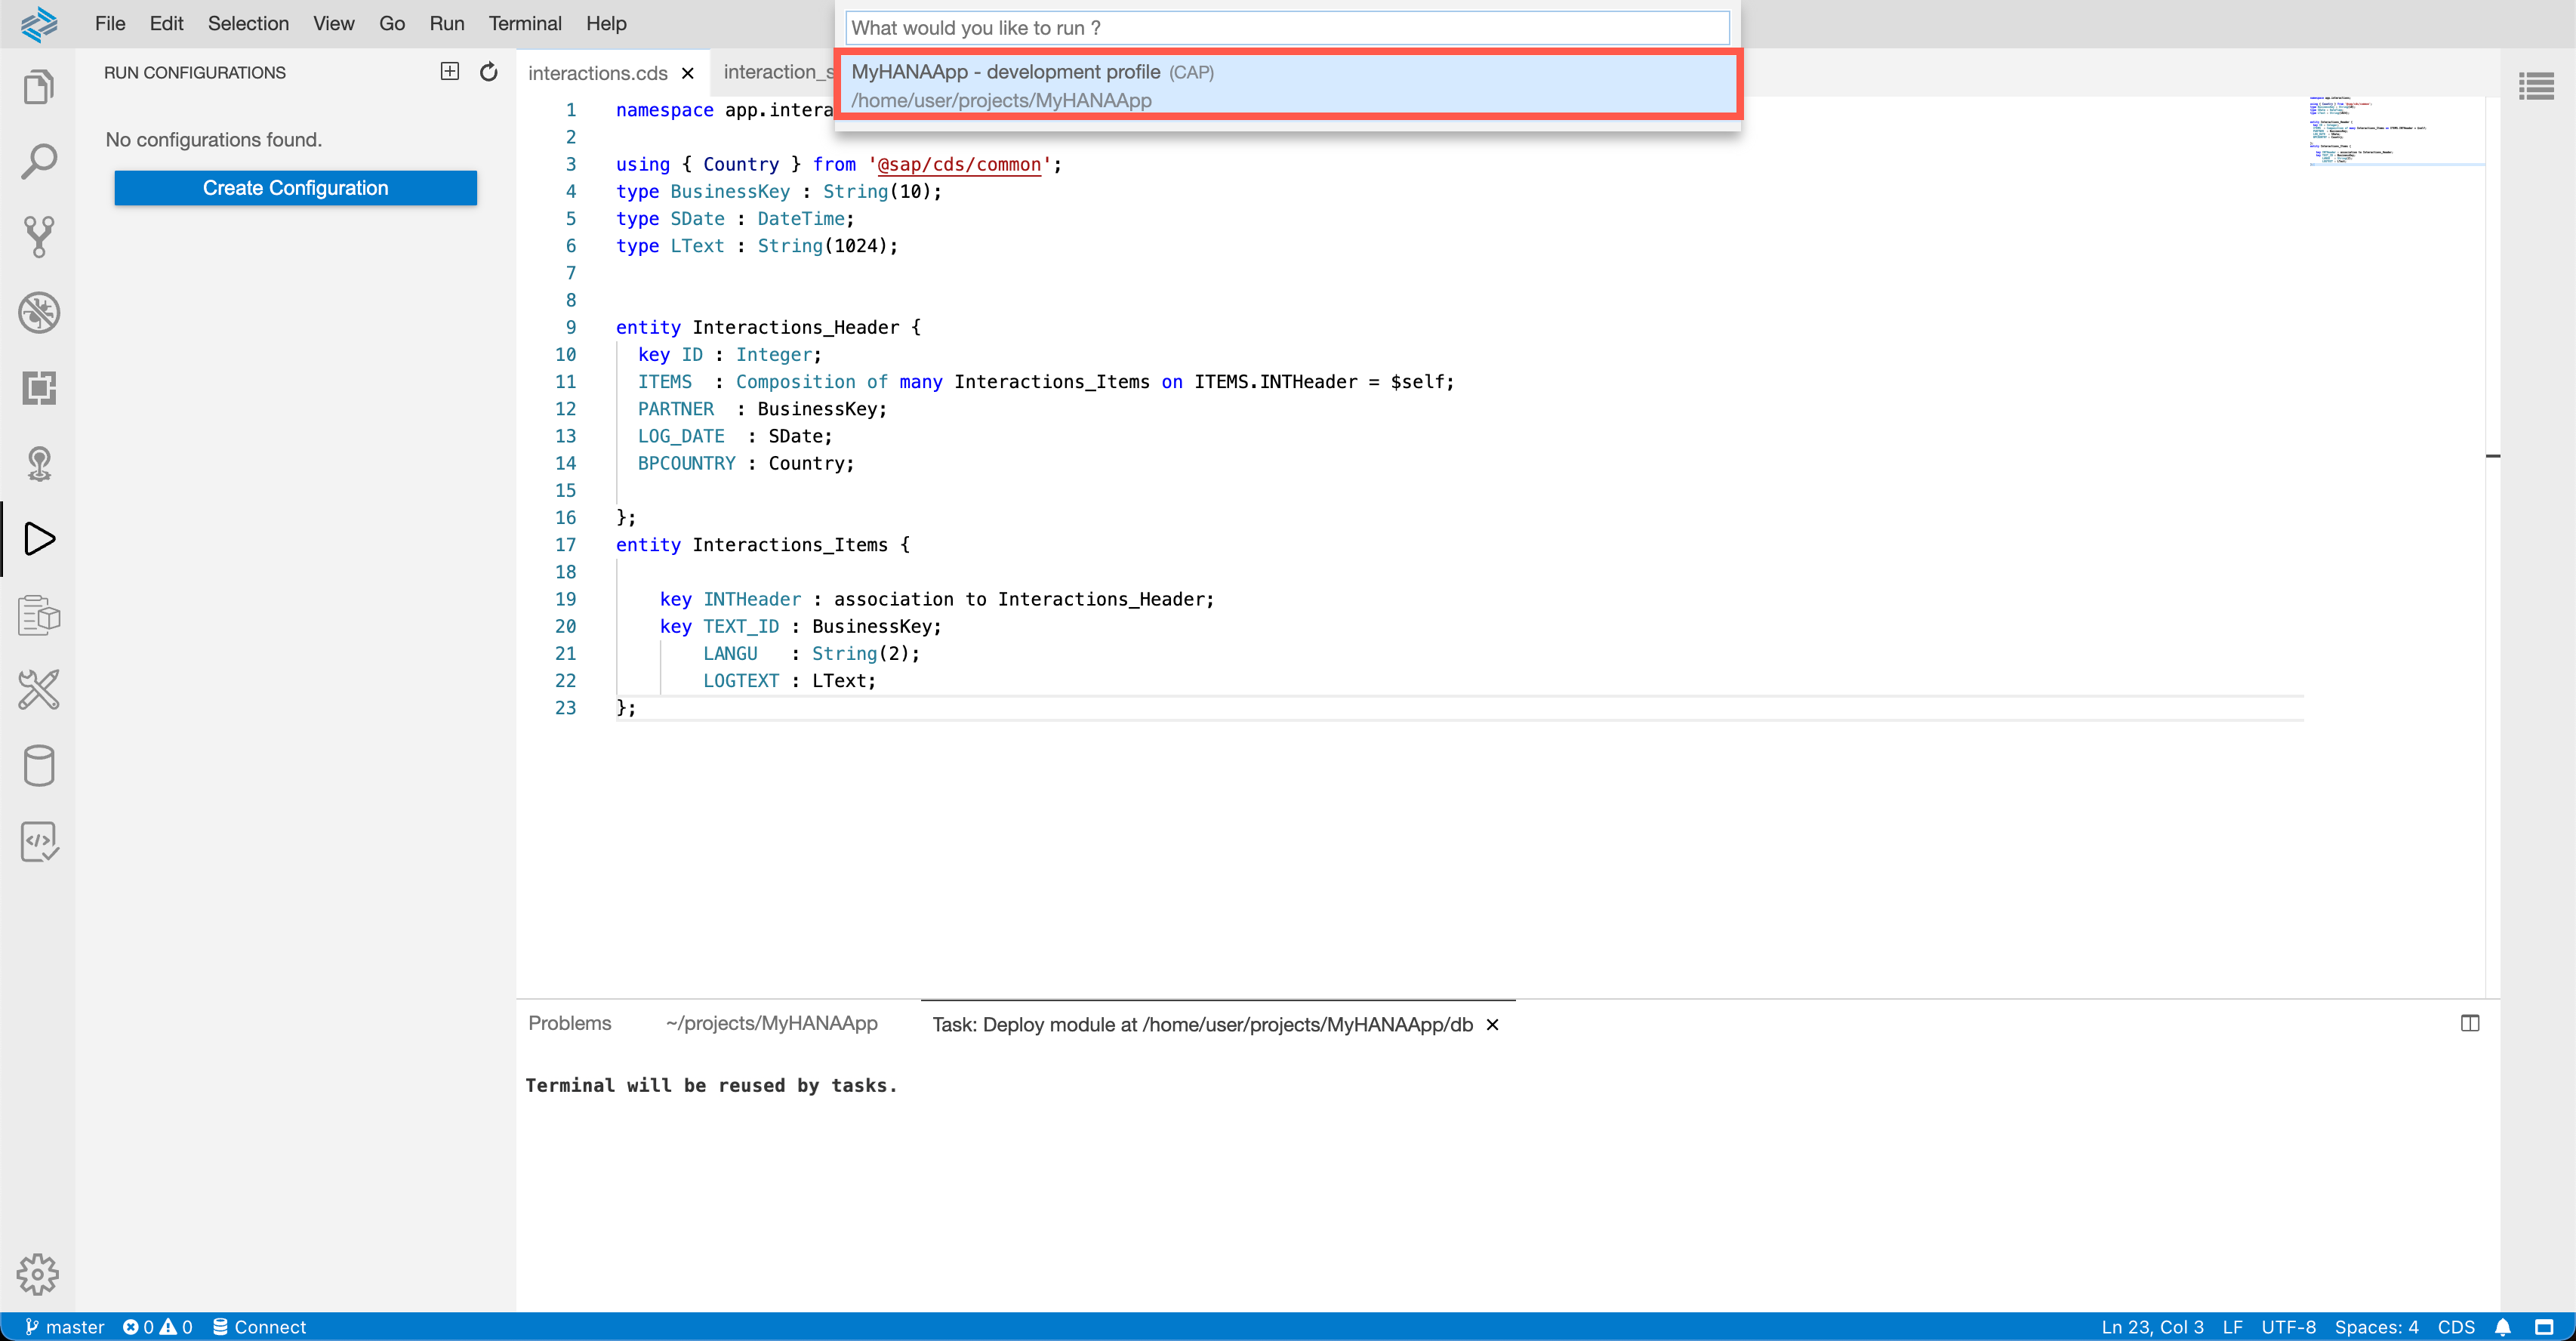 File Edit Selection View Go Run Terminal Help
What would you like to run ?
MyHANAApp - development profile (CAP)
/home/user/projects/MyHANAApp
RUN CONFIGURATIONS
No configurations found.
Create Configuration
interactions.cds interaction_s
1 namespace app.intera
2
3 using { Country } from '@sap/cds/common';
4 type BusinessKey : String(10);
5 type SDate : DateTime;
6 type LText : String(1024);
7
8
9 entity Interactions_Header {
10 key ID : Integer;
11 ITEMS : Composition of many Interactions_Items on ITEMS.INTHeader = $self;
12 PARTNER : BusinessKey;
13 LOG_DATE : SDate;
14 BPCOUNTRY : Country;
15
16 };
17 entity Interactions_Items {
18
19 key INTHeader : association to Interactions_Header;
20 key TEXT_ID : BusinessKey;
21 LANGU : String(2);
22 LOGTEXT : LText;
23 };
Problems ~/projects/MyHANAApp Task: Deploy module at /home/user/projects/MyHANAApp/db
Terminal will be reused by tasks.
master 0 0 Connect Ln 23, Col 3 LF UTF-8 Spaces: 4 CDS